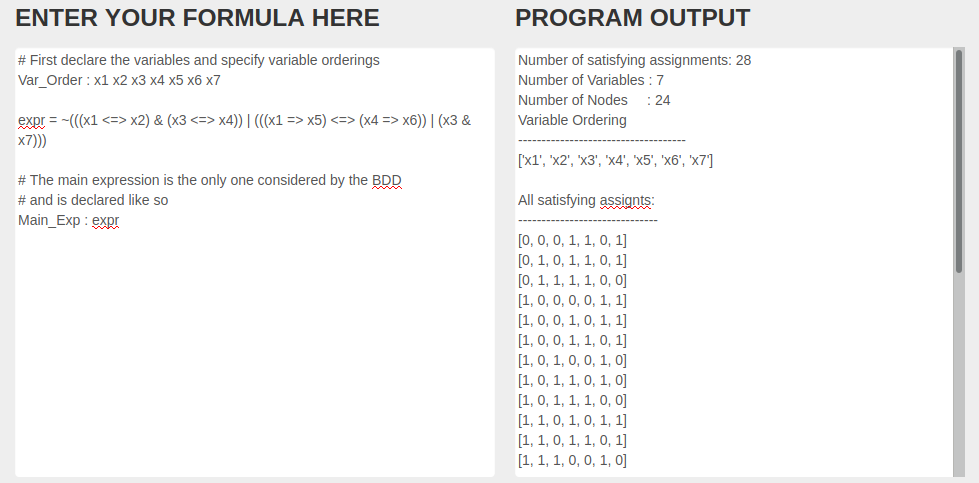 ENTER YOUR FORMULA HERE
# First declare the variables and specify variable orderings
Var_Order : x1 x2 x3 x4 x5 x6 x7
expr = ~(((x1 <=> x2) & (x3 <=> x4)) | (((x1 => x5) <=> (x4 => x6)) | (x3 &
x7)))
# The main expression is the only one considered by the BDD
# and is declared like so
Main_Exp : expr
PROGRAM OUTPUT
Number of satisfying assignments: 28
Number of Variables : 7
Number of Nodes     : 24
Variable Ordering
-----------------------------------
['x1', 'x2', 'x3', 'x4', 'x5', 'x6', 'x7']
All satisfying assignts:
-----------------------------
[0, 0, 0, 1, 1, 0, 1]
[0, 1, 0, 1, 1, 0, 1]
[0, 1, 1, 1, 1, 0, 0]
[1, 0, 0, 0, 0, 1, 1]
[1, 0, 0, 1, 0, 1, 1]
[1, 0, 0, 1, 1, 0, 1]
[1, 0, 1, 0, 0, 1, 0]
[1, 0, 1, 1, 0, 1, 0]
[1, 0, 1, 1, 1, 0, 0]
[1, 1, 0, 1, 0, 1, 1]
[1, 1, 0, 1, 1, 0, 1]
[1, 1, 1, 0, 0, 1, 0]